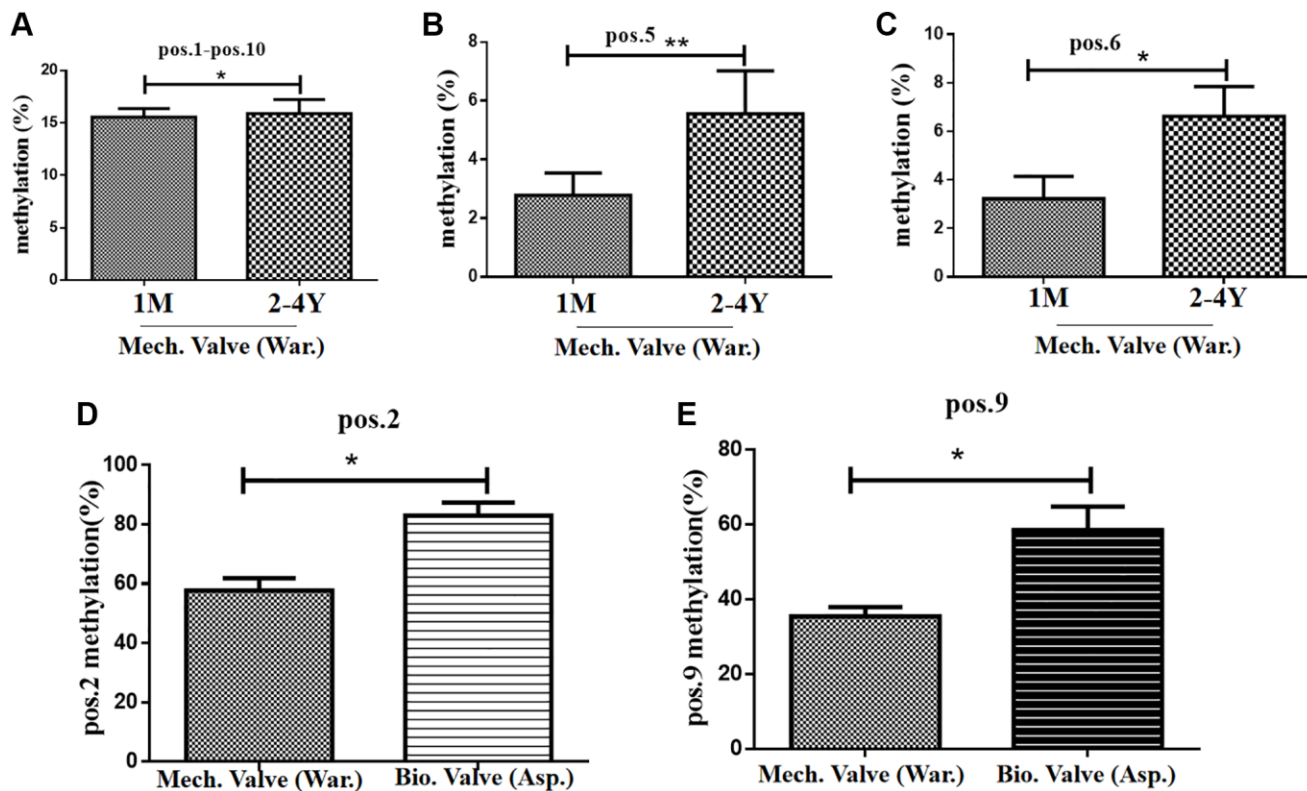 A
pos.1-pos.10
*
methylation (%)
20
15
10
5
0
1M 2-4Y
Mech. Valve (War.)
B
pos.5
**
methylation (%)
8
6
4
2
0
1M 2-4Y
Mech. Valve (War.)
C
pos.6
*
methylation (%)
10
8
6
4
2
0
1M 2-4Y
Mech. Valve (War.)
D
pos.2
*
pos.2 methylation(%)
100
80
60
40
20
0
Mech. Valve (War.) Bio. Valve (Asp.)
E
pos.9
*
pos.9 methylation(%)
80
60
40
20
0
Mech. Valve (War.) Bio. Valve (Asp.)